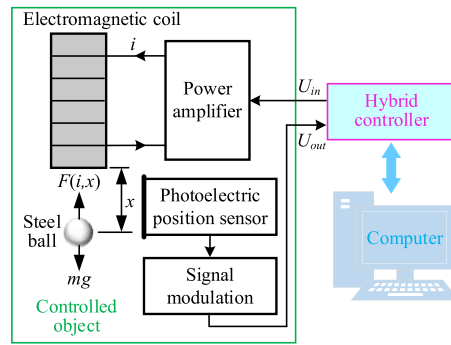 Electromagnetic coil
i
Power
amplifier
U_in
Hybrid
controller
U_out
F(i,x)
x
Photoelectric
position sensor
Steel
ball
mg
Signal
modulation
Computer
Controlled
object